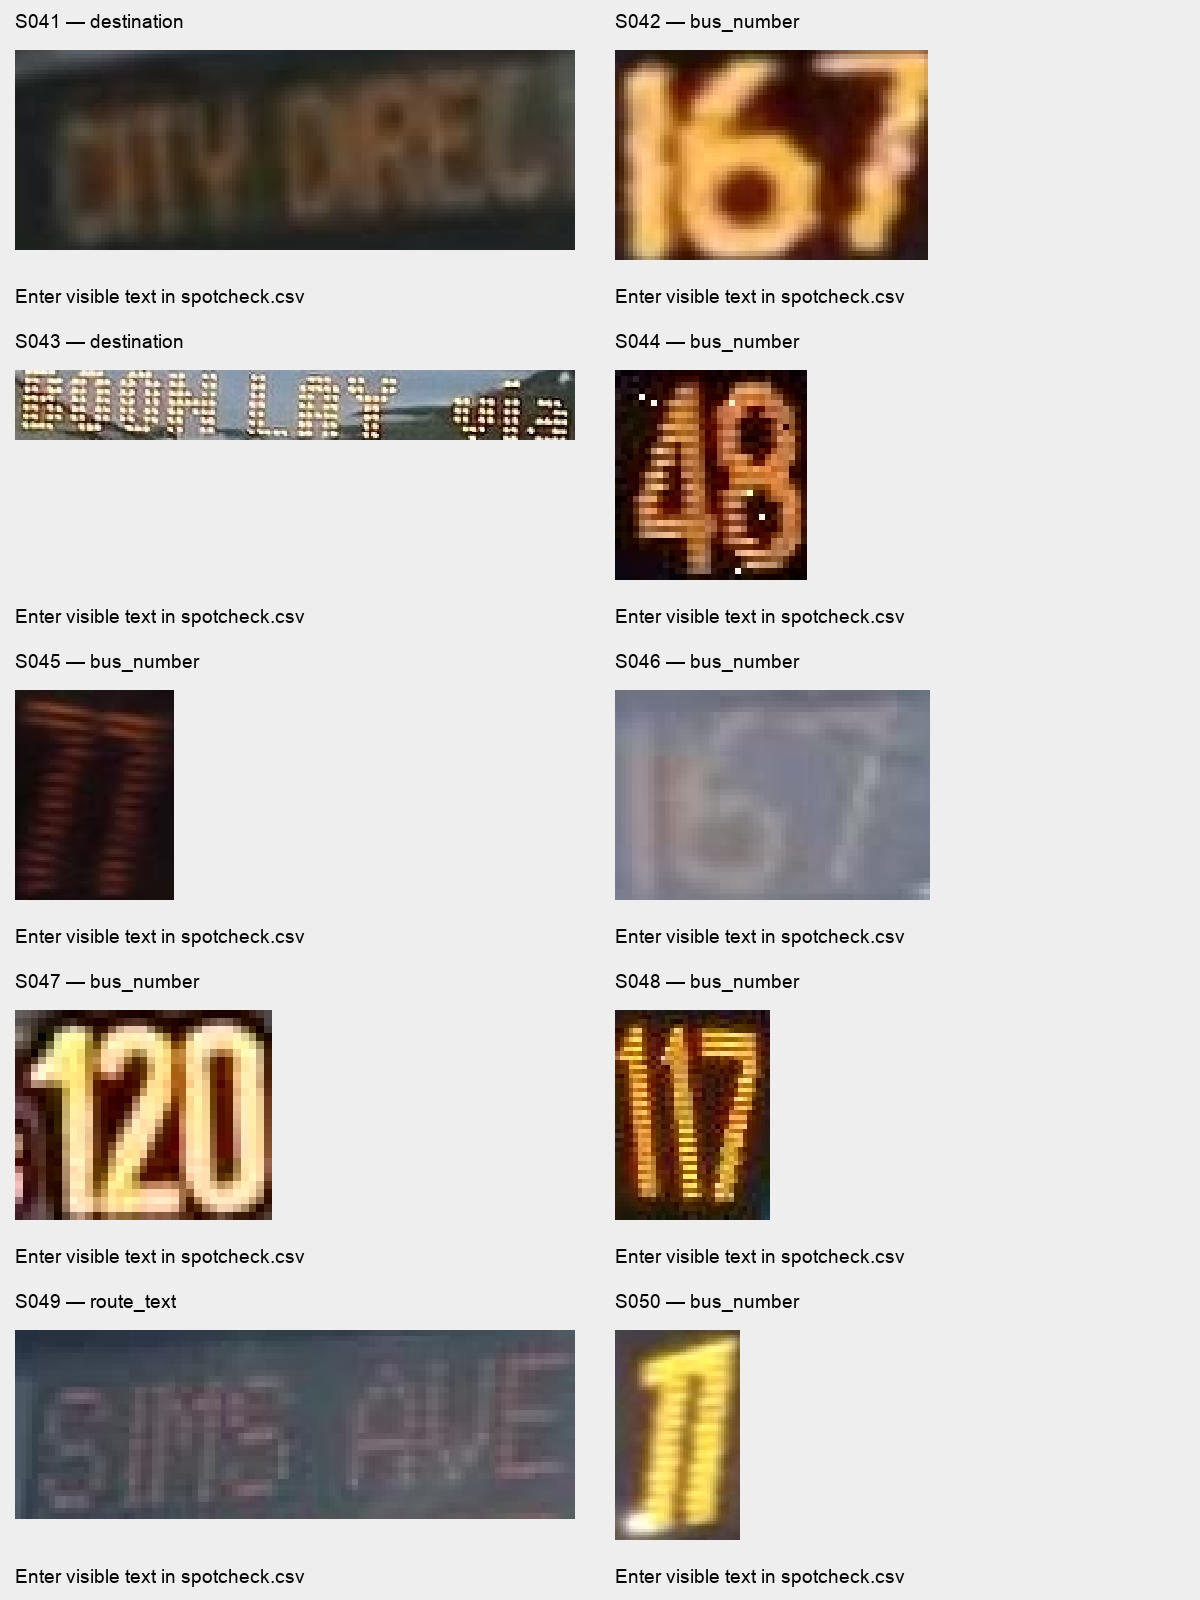 S041 — destination
S042 — bus_number
CITY DIREC
167
Enter visible text in spotcheck.csv
Enter visible text in spotcheck.csv
S043 — destination
S044 — bus_number
BOON LAY via
48
Enter visible text in spotcheck.csv
Enter visible text in spotcheck.csv
S045 — bus_number
S046 — bus_number
77
167
Enter visible text in spotcheck.csv
Enter visible text in spotcheck.csv
S047 — bus_number
S048 — bus_number
120
117
Enter visible text in spotcheck.csv
Enter visible text in spotcheck.csv
S049 — route_text
S050 — bus_number
SIMS AVE
Enter visible text in spotcheck.csv
Enter visible text in spotcheck.csv